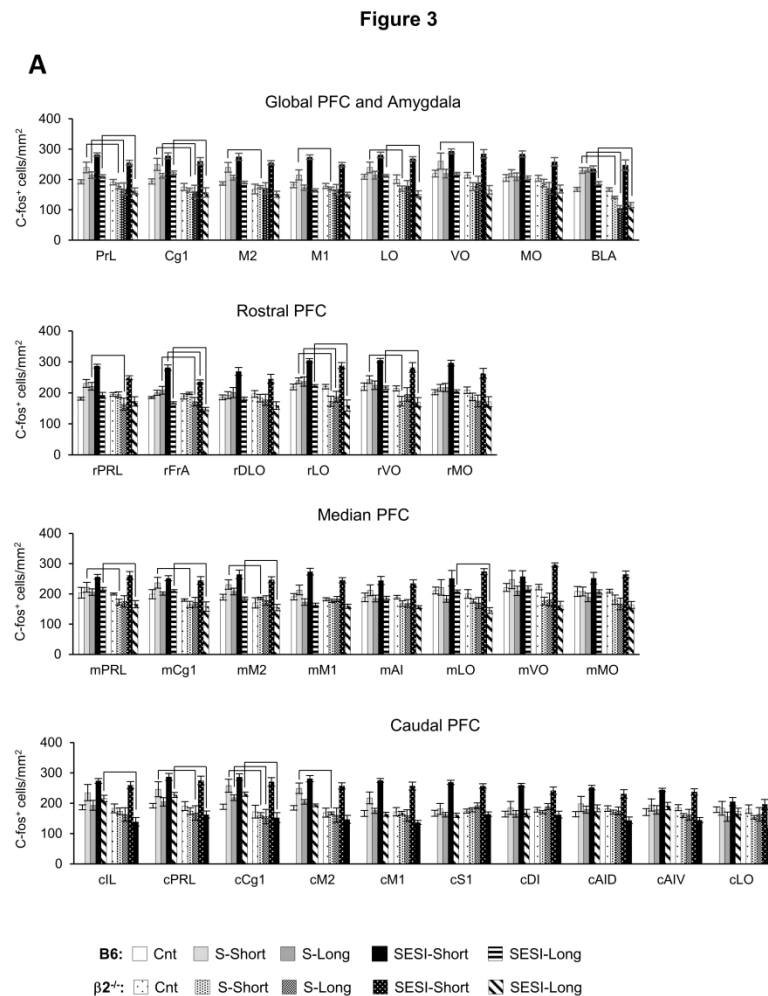 Figure 3
A
Global PFC and Amygdala
C-fos⁺ cells/mm²
400
300
200
100
0
PrL Cg1 M2 M1 LO VO MO BLA
Rostral PFC
C-fos⁺ cells/mm²
400
300
200
100
0
rPRL rFrA rDLO rLO rVO rMO
Median PFC
C-fos⁺ cells/mm²
400
300
200
100
0
mPRL mCg1 mM2 mM1 mAI mLO mVO mMO
Caudal PFC
C-fos⁺ cells/mm²
400
300
200
100
0
cIL cPRL cCg1 cM2 cM1 cS1 cDI cAID cAIV cLO
B6: Cnt S-Short S-Long SESI-Short SESI-Long
β2⁻/⁻: Cnt S-Short S-Long SESI-Short SESI-Long